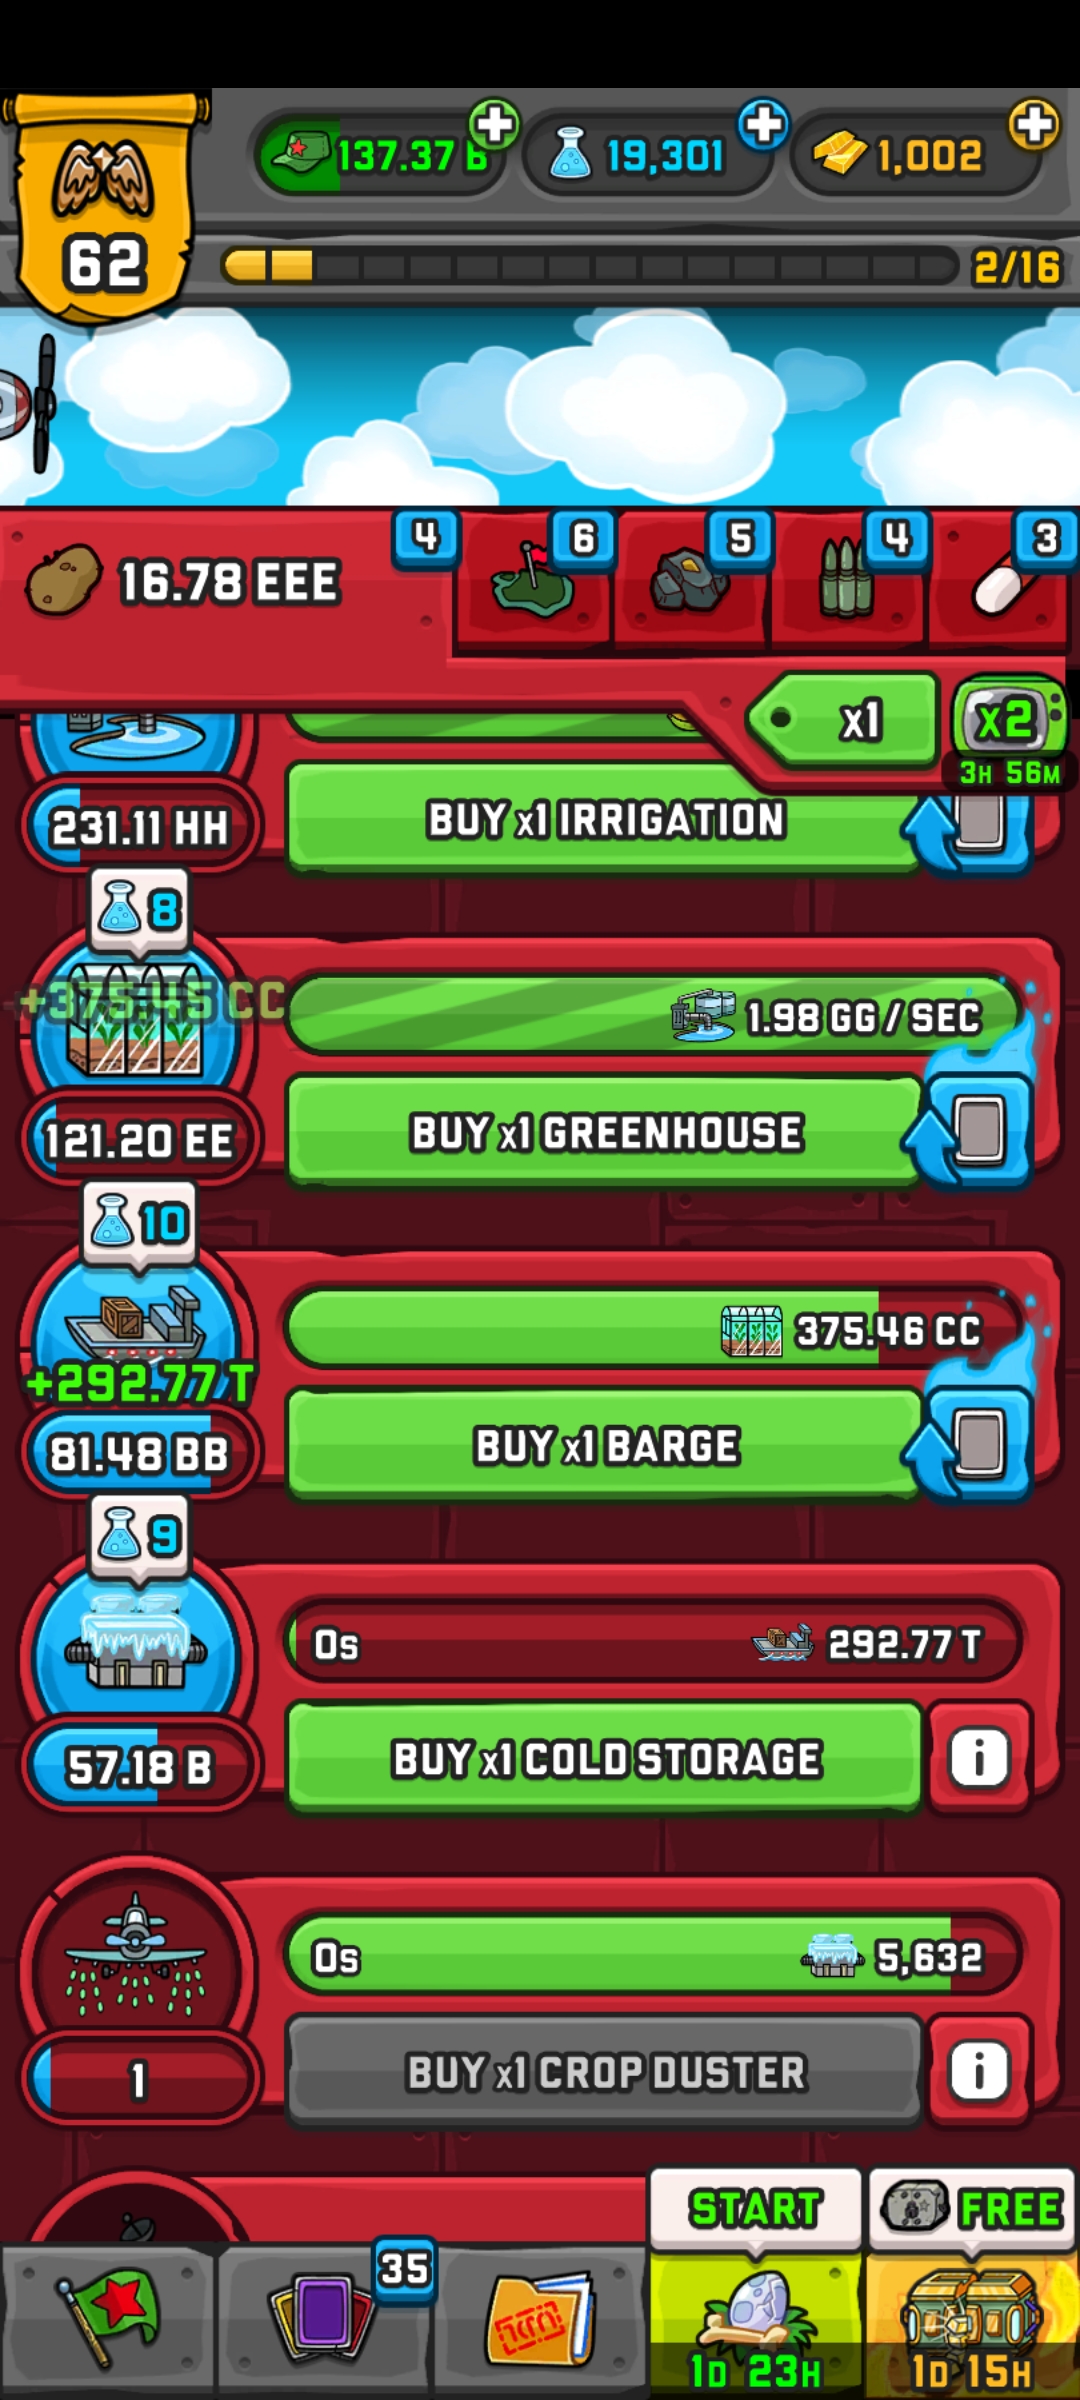 62
137.37 B
19,301
1,002
2/16
16.78 EEE
4
6
5
4
3
x1
x2
3H 56M
231.11 HH
BUY x1 IRRIGATION
8
+375.45 CC
1.98 GG / SEC
121.20 EE
BUY x1 GREENHOUSE
10
+292.77 T
375.46 CC
81.48 BB
BUY x1 BARGE
9
0s
292.77 T
57.18 B
BUY x1 COLD STORAGE
i
0s
5,632
1
BUY x1 CROP DUSTER
i
START
FREE
35
1D 23H
1D 15H